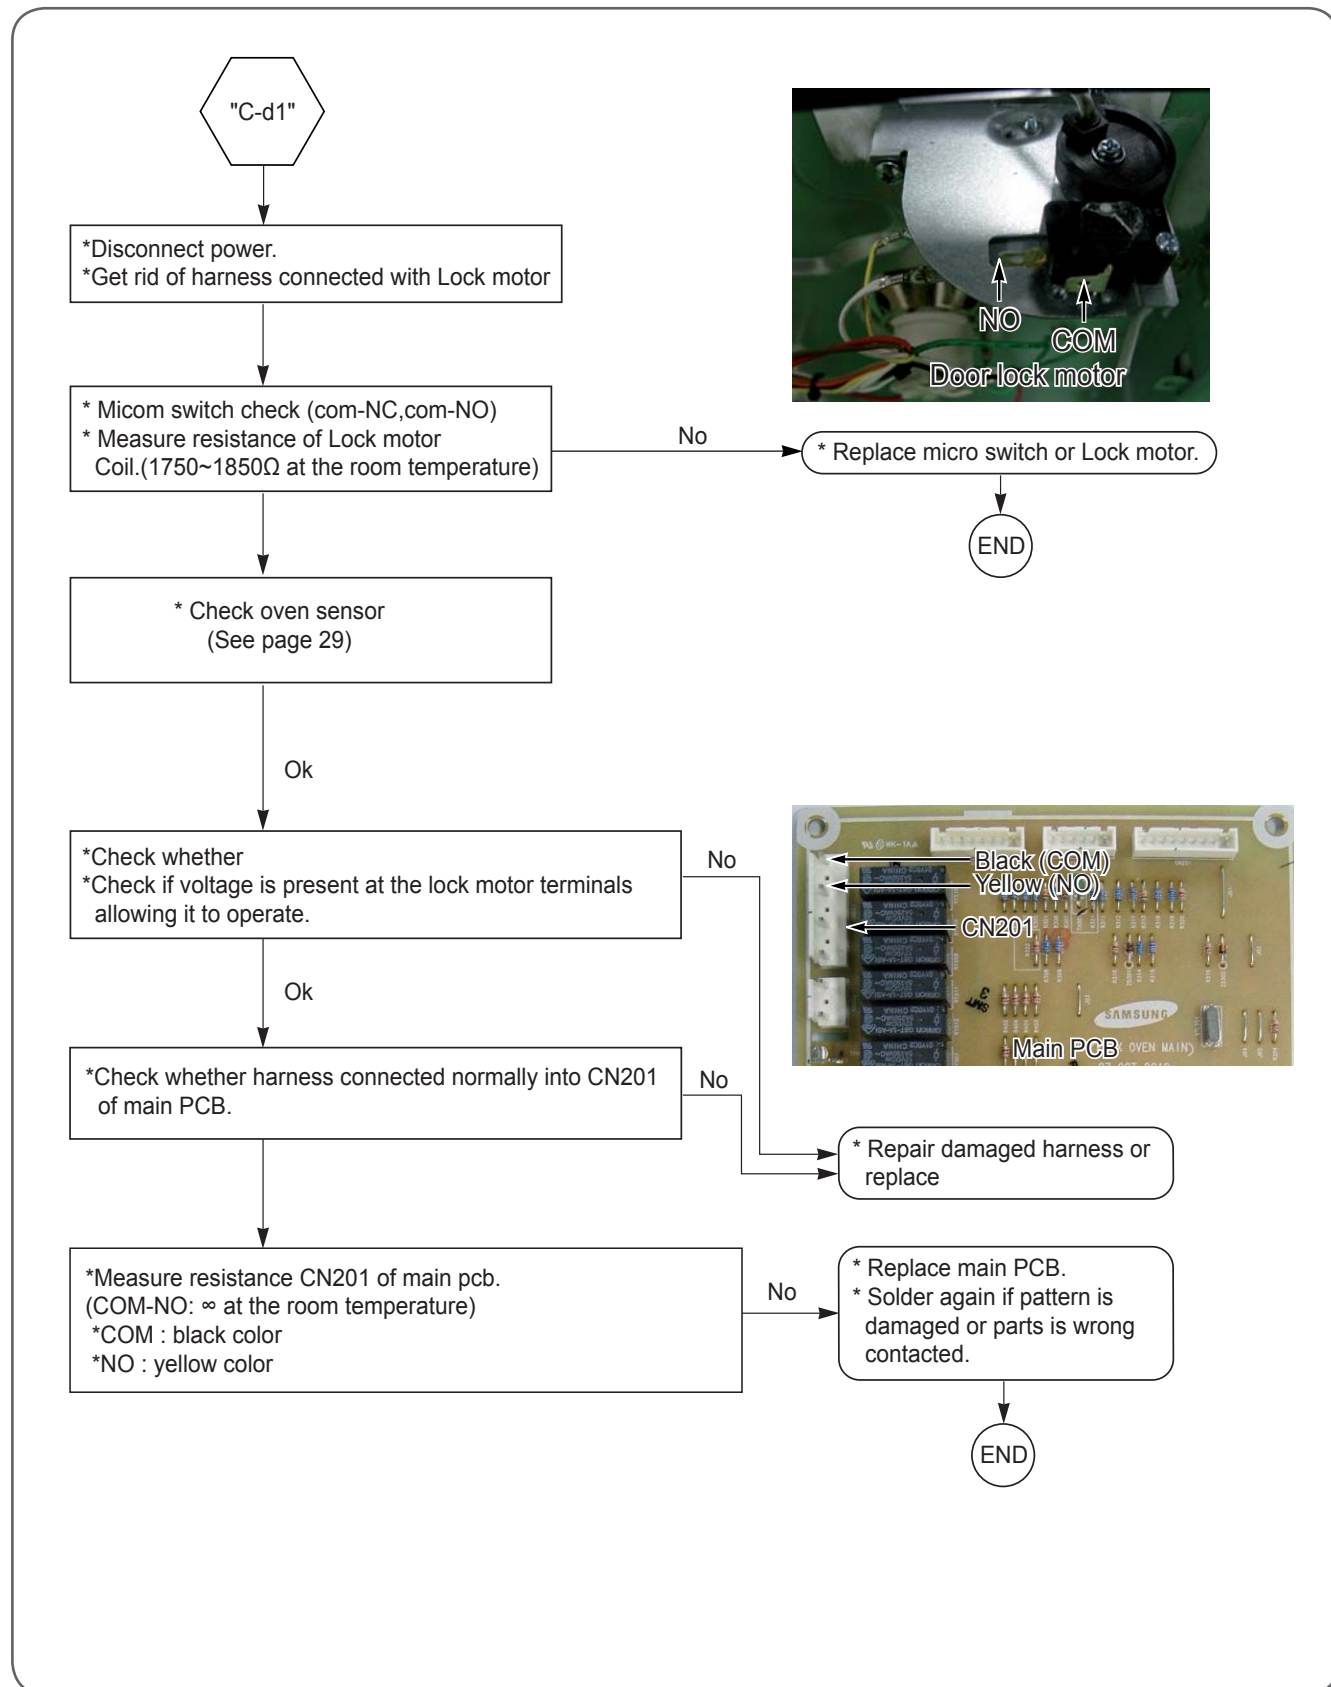 "C-d1"
*Disconnect power.
*Get rid of harness connected with Lock motor
NO
COM
Door lock motor
* Micom switch check (com-NC,com-NO)
* Measure resistance of Lock motor
Coil.(1750~1850Ω at the room temperature)
No
* Replace micro switch or Lock motor.
END
* Check oven sensor
(See page 29)
Ok
*Check whether
*Check if voltage is present at the lock motor terminals
allowing it to operate.
No
Black (COM)
Yellow (NO)
CN201
SAMSUNG
Main PCB
OVEN MAIN)
Ok
*Check whether harness connected normally into CN201
of main PCB.
No
* Repair damaged harness or
replace
*Measure resistance CN201 of main pcb.
(COM-NO: ∞ at the room temperature)
*COM : black color
*NO : yellow color
No
* Replace main PCB.
* Solder again if pattern is
damaged or parts is wrong
contacted.
END